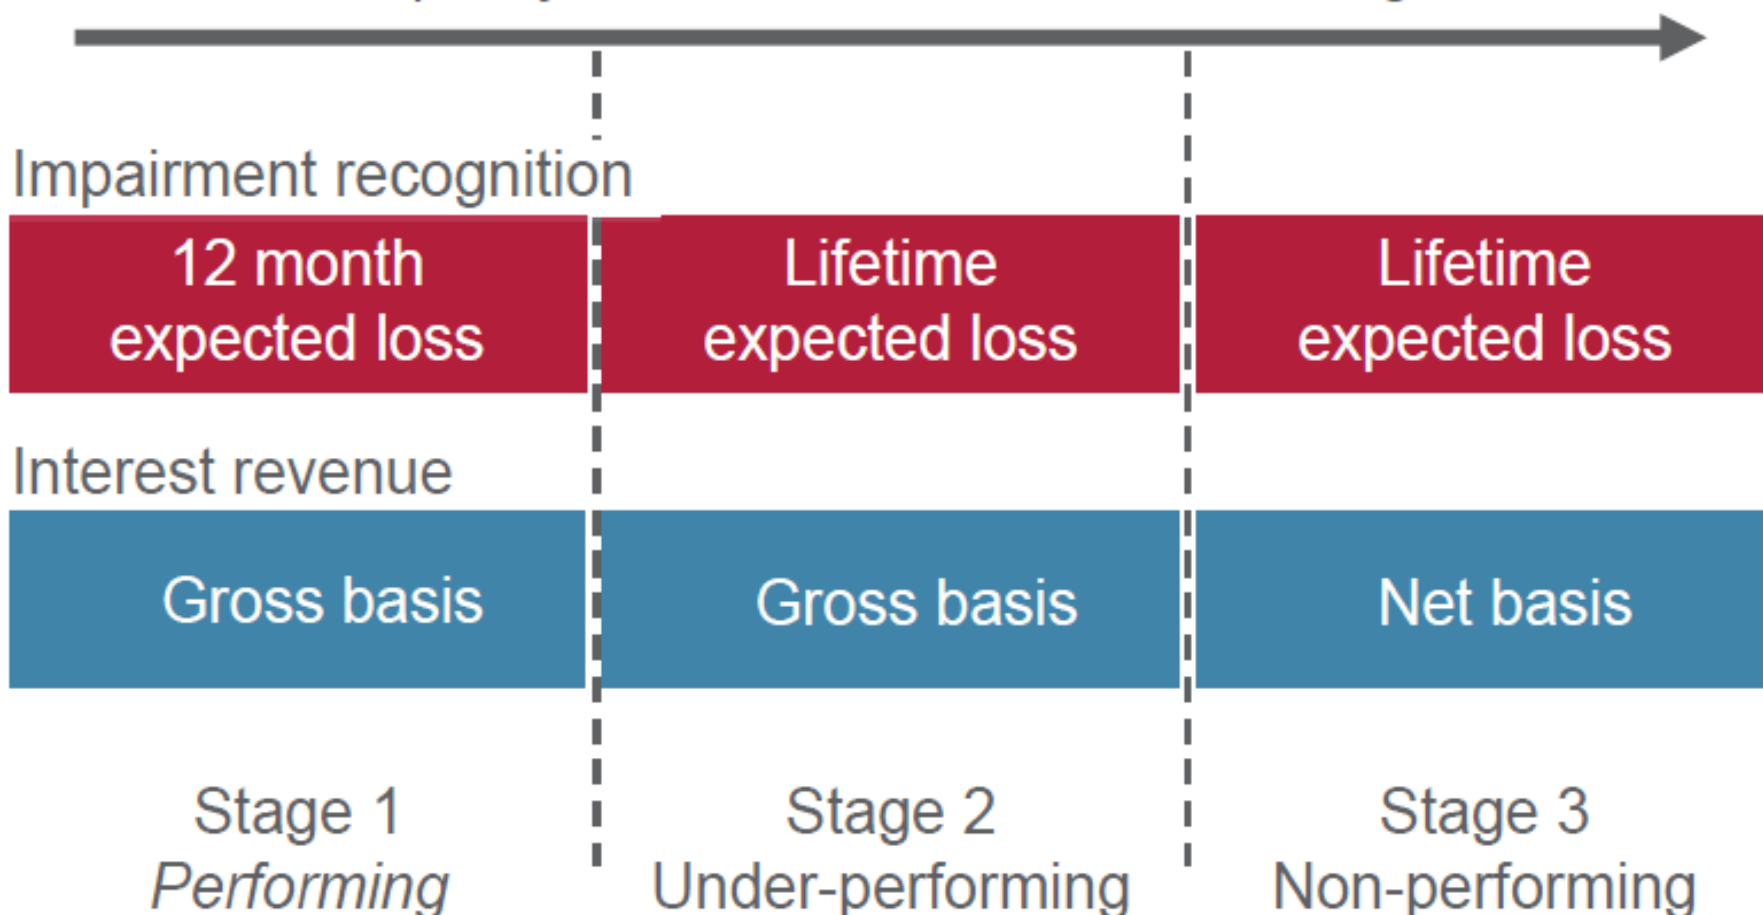 Impairment recognition
12 month
expected loss
Lifetime
expected loss
Lifetime
expected loss
Interest revenue
Gross basis
Gross basis
Net basis
Stage 1
Performing
Stage 2
Under-performing
Stage 3
Non-performing